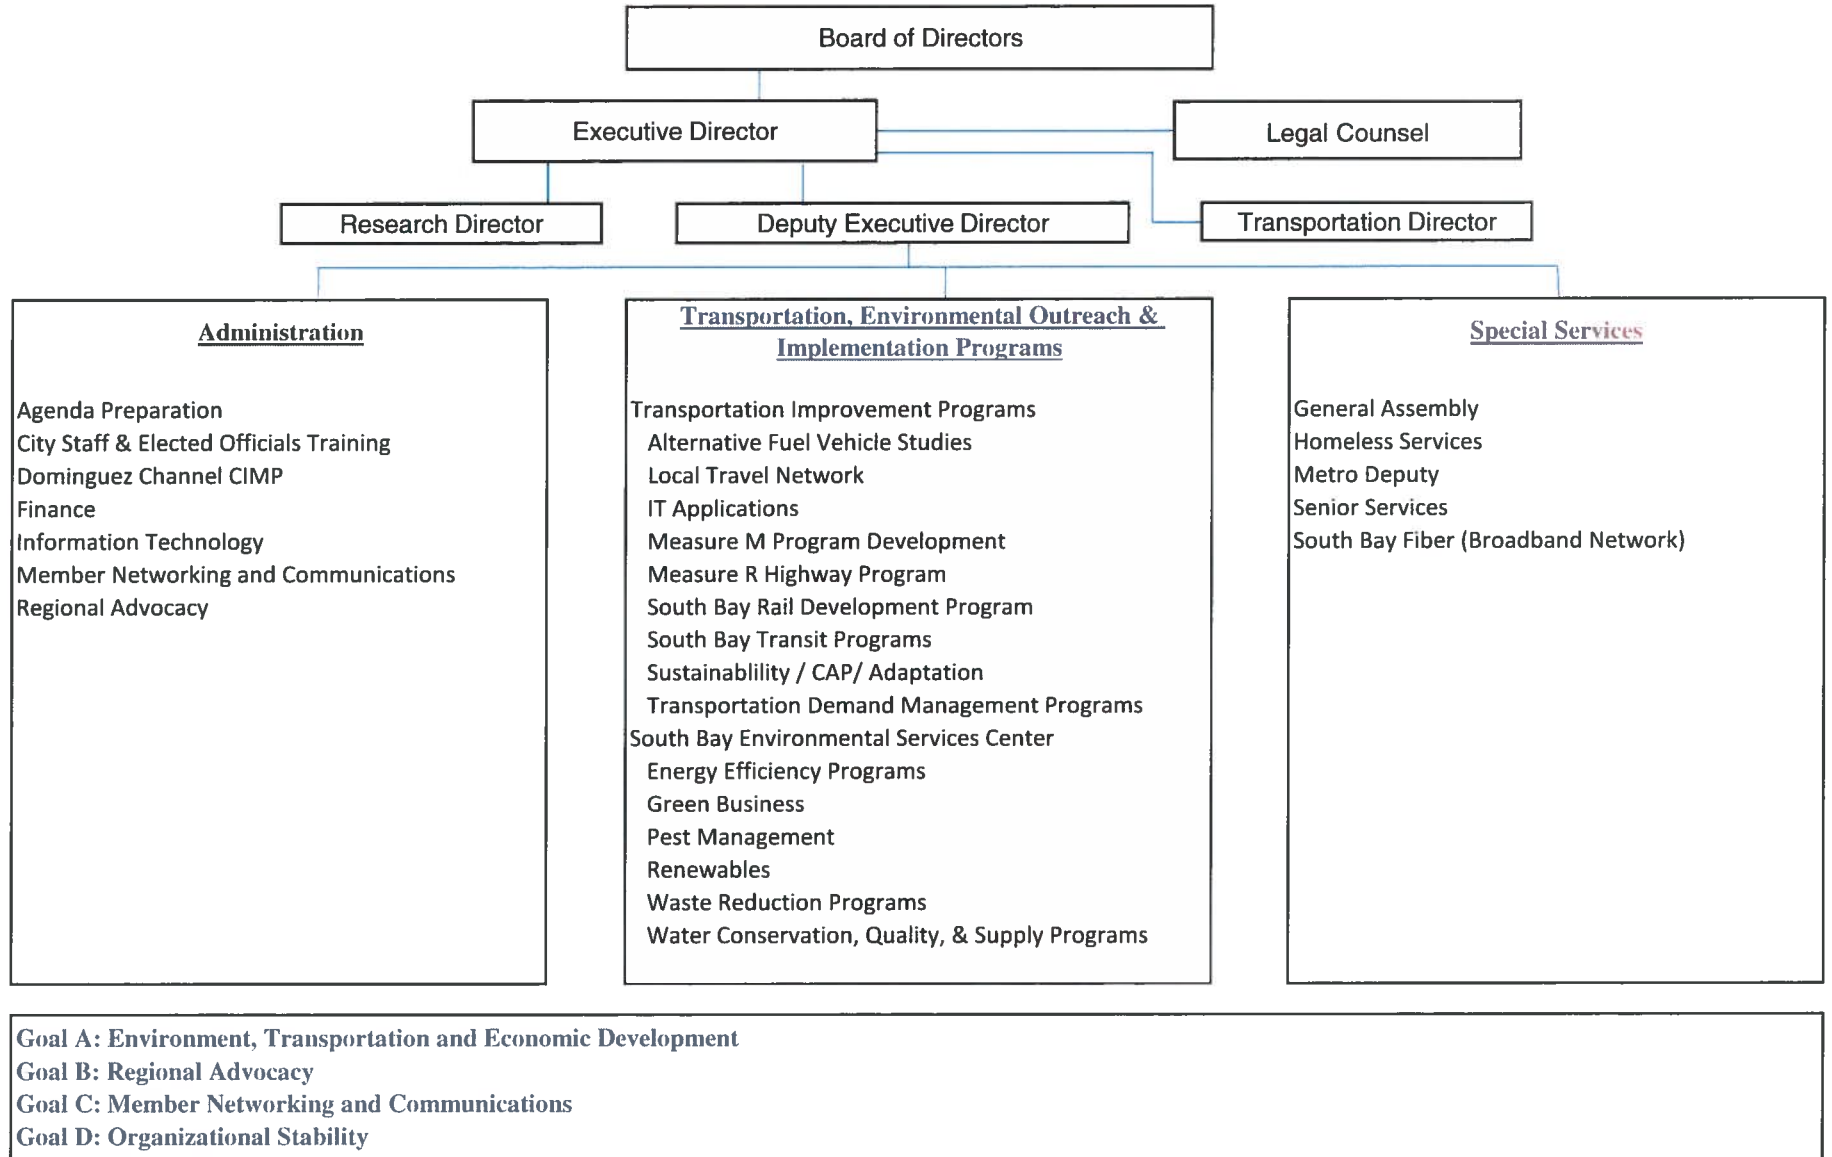 Board of Directors
Executive Director
Legal Counsel
Research Director
Deputy Executive Director
Transportation Director
Administration
Agenda Preparation
City Staff & Elected Officials Training
Dominguez Channel CIMP
Finance
Information Technology
Member Networking and Communications
Regional Advocacy
Transportation, Environmental Outreach &
Implementation Programs
Transportation Improvement Programs
Alternative Fuel Vehicle Studies
Local Travel Network
IT Applications
Measure M Program Development
Measure R Highway Program
South Bay Rail Development Program
South Bay Transit Programs
Sustainablility / CAP/ Adaptation
Transportation Demand Management Programs
South Bay Environmental Services Center
Energy Efficiency Programs
Green Business
Pest Management
Renewables
Waste Reduction Programs
Water Conservation, Quality, & Supply Programs
Special Services
General Assembly
Homeless Services
Metro Deputy
Senior Services
South Bay Fiber (Broadband Network)
Goal A: Environment, Transportation and Economic Development
Goal B: Regional Advocacy
Goal C: Member Networking and Communications
Goal D: Organizational Stability